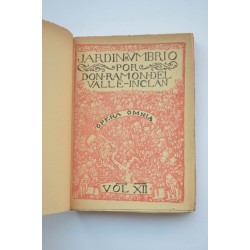 JARDIN VMBRIO
POR
DON RAMON DEL
VALLE-INCLAN
OPERA OMNIA
VOL XII